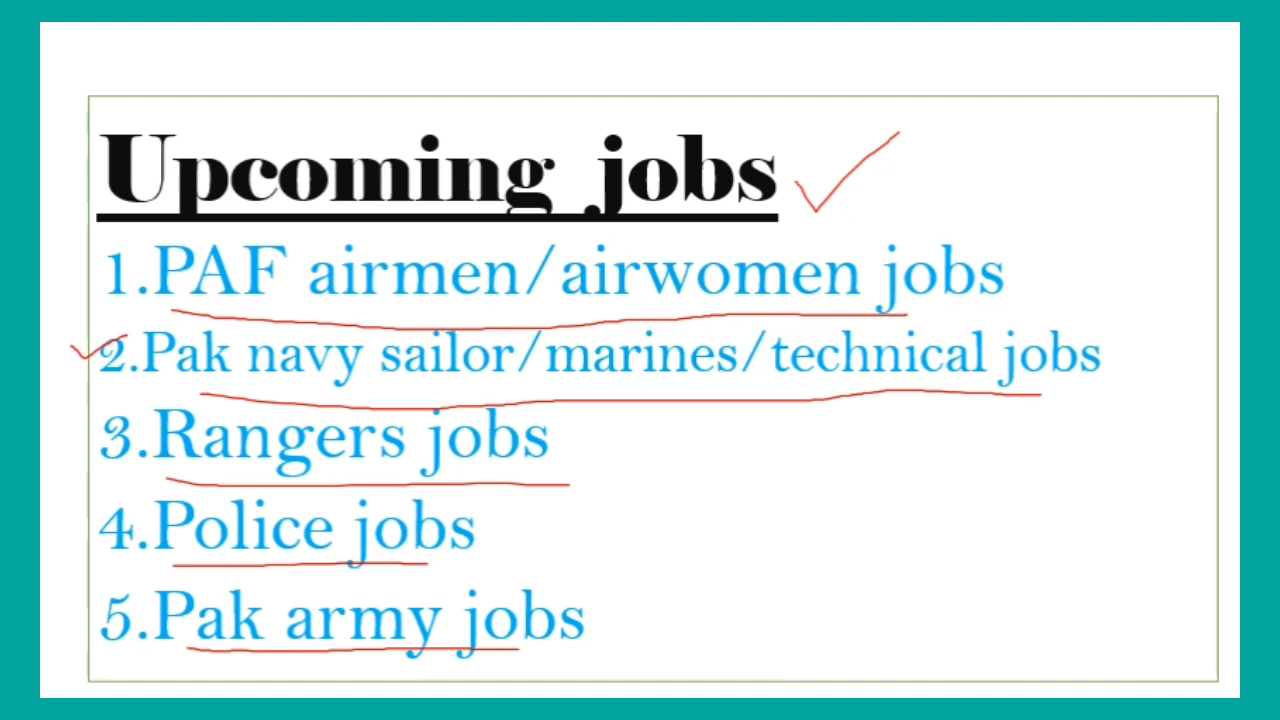 Upcoming jobs
1.PAF airmen/airwomen jobs
2.Pak navy sailor/marines/technical jobs
3.Rangers jobs
4.Police jobs
5.Pak army jobs